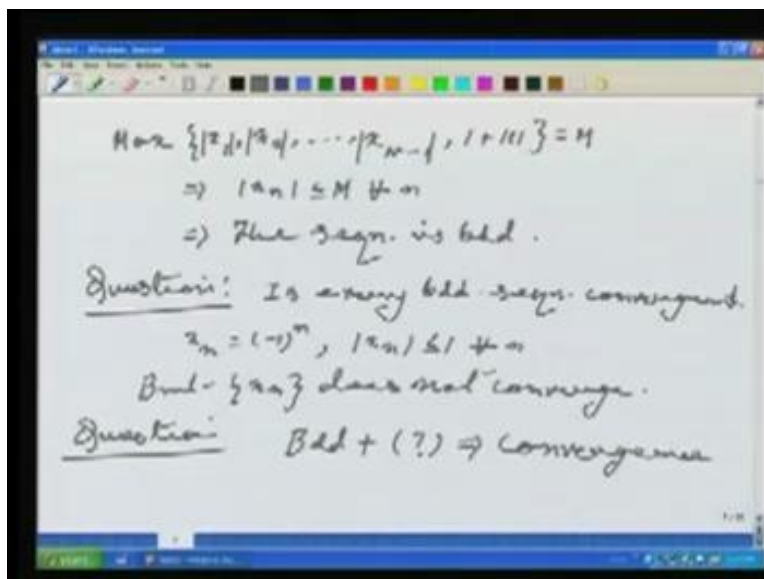 Max {|x₁|, |x₂|, ...., |x_{N-1}|, 1+|l|} = M
⇒ |xₙ| ≤ M ∀ n
⇒ The seqn. is bdd.
Question: Is every bdd. seqn. convergent.
xₙ = (-1)ⁿ, |xₙ| ≤ 1 ∀ n
But {xₙ} does not converge.
Question Bdd + (?) ⇒ Convergence